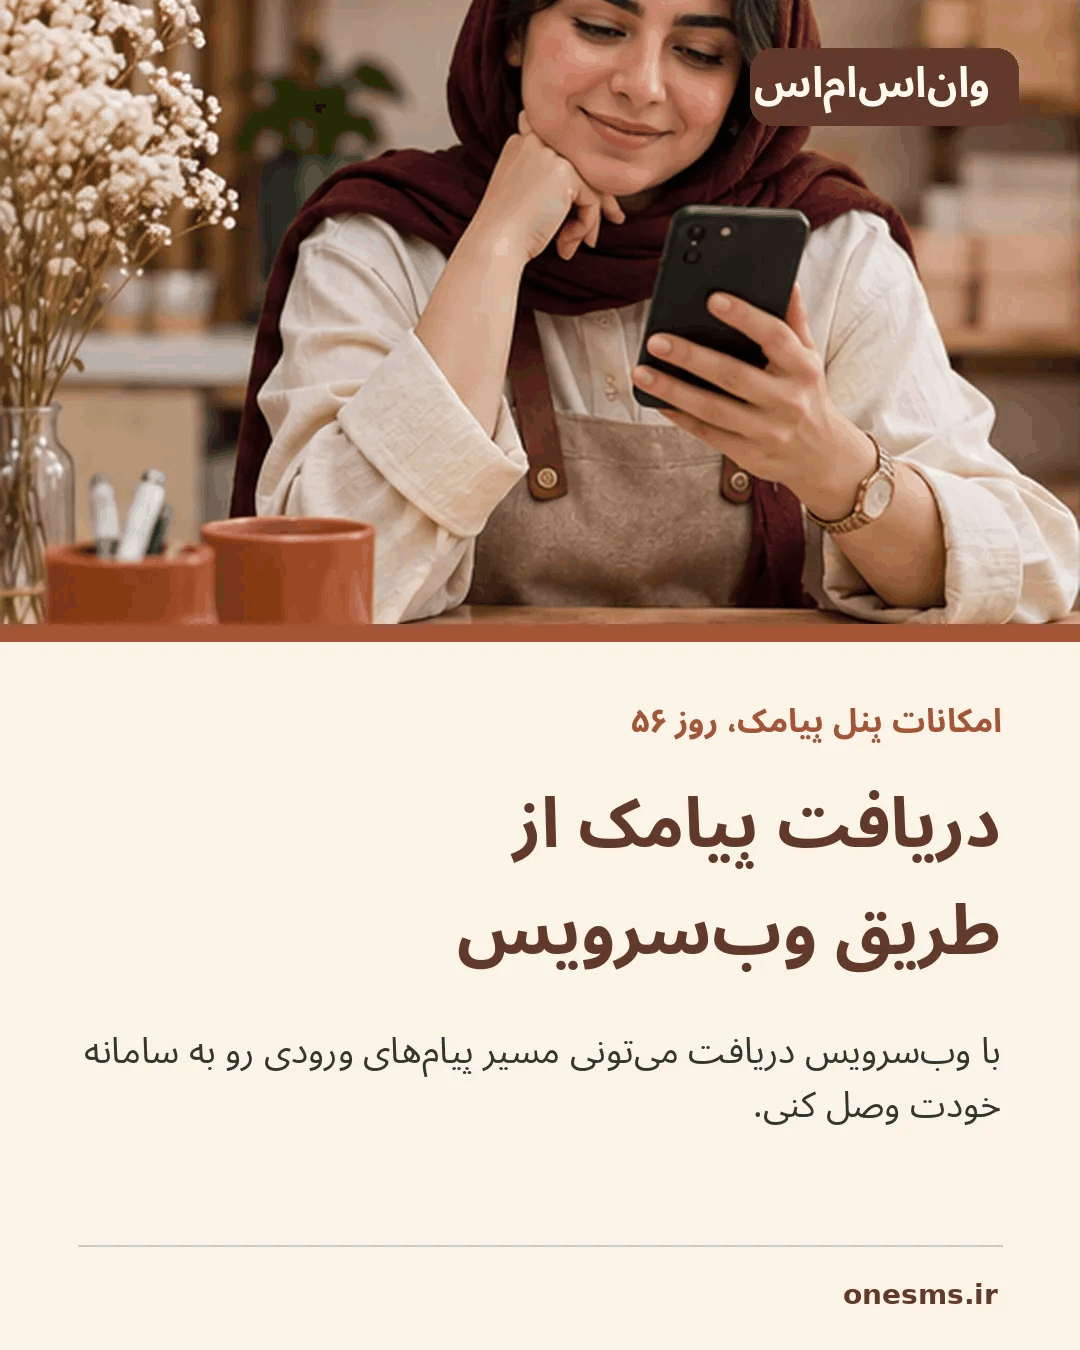 وان‌اس‌ام‌اس
امکانات پنل پیامک، روز ۵۶
دریافت پیامک از
طریق وب‌سرویس
با وب‌سرویس دریافت می‌تونی مسیر پیام‌های ورودی رو به سامانه
خودت وصل کنی.
onesms.ir